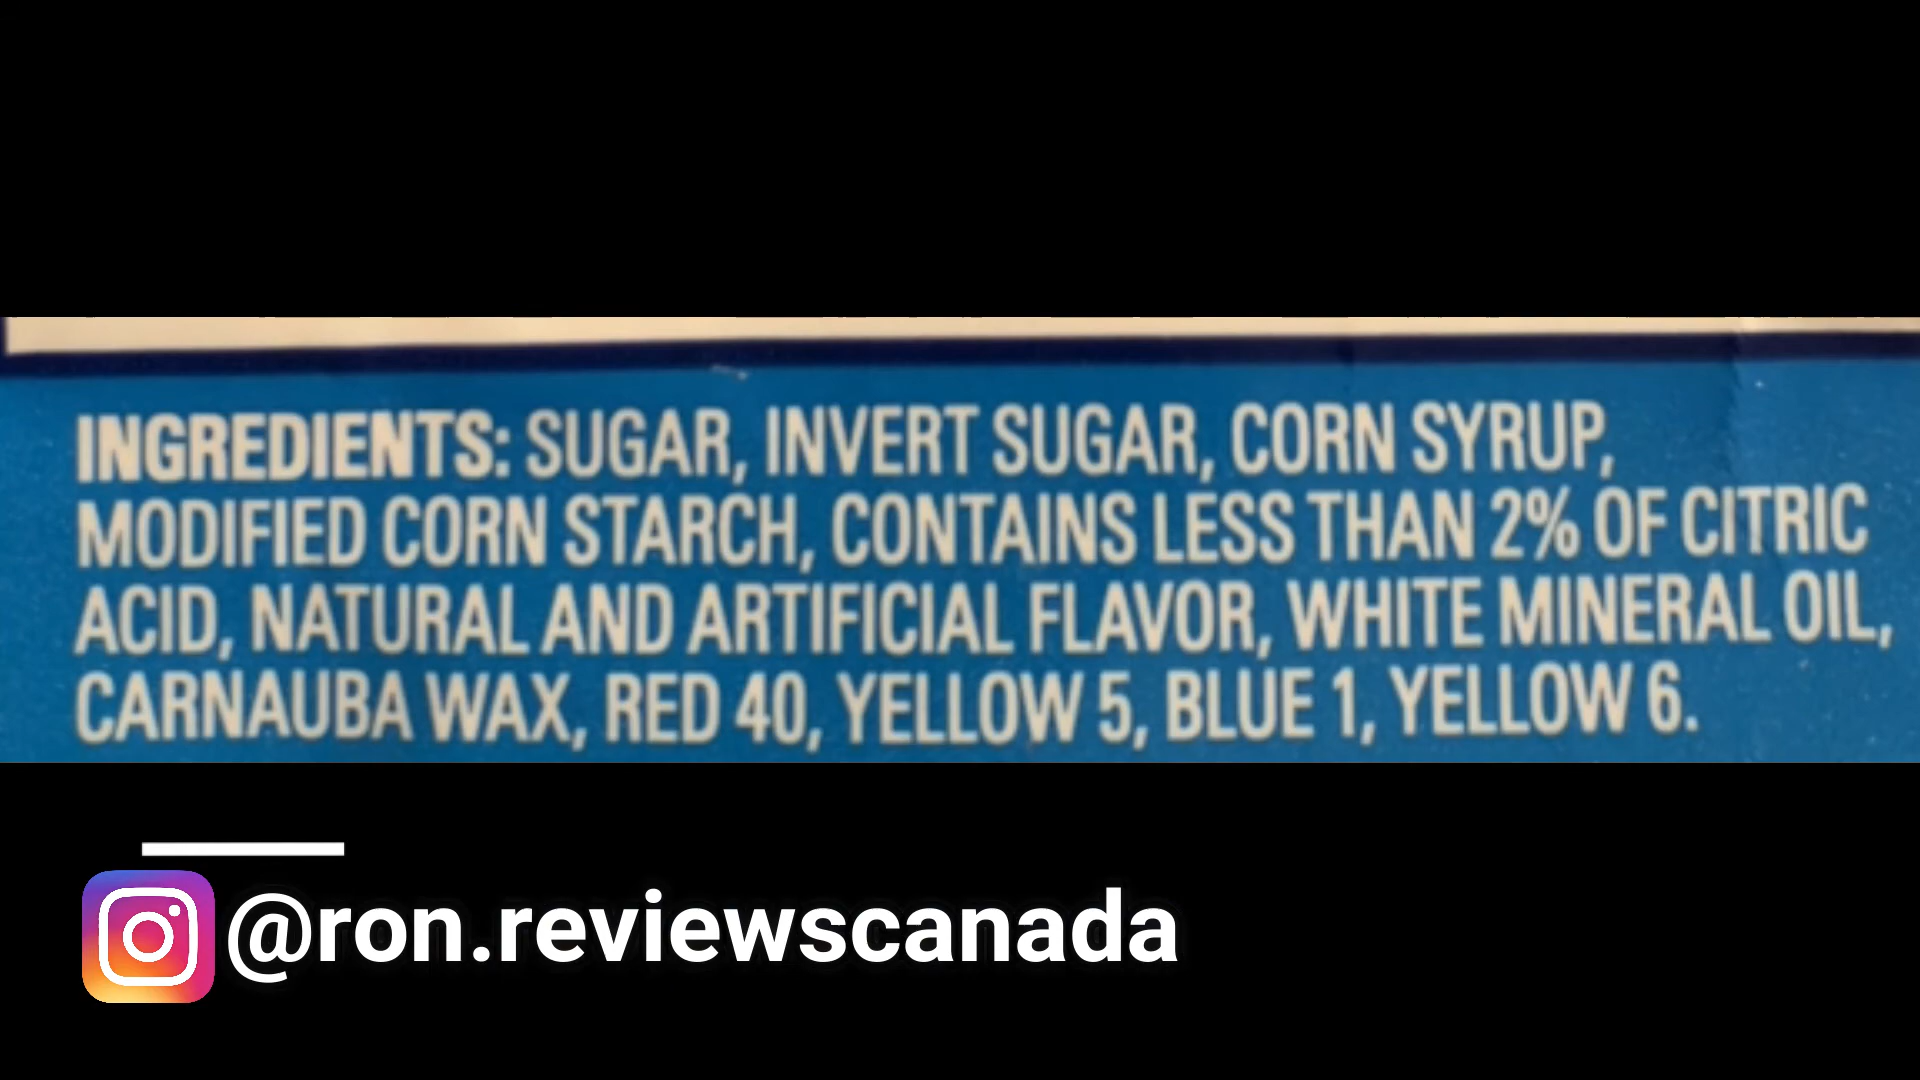 INGREDIENTS: SUGAR, INVERT SUGAR, CORN SYRUP,
MODIFIED CORN STARCH, CONTAINS LESS THAN 2% OF CITRIC
ACID, NATURAL AND ARTIFICIAL FLAVOR, WHITE MINERAL OIL,
CARNAUBA WAX, RED 40, YELLOW 5, BLUE 1, YELLOW 6.
@ron.reviewscanada